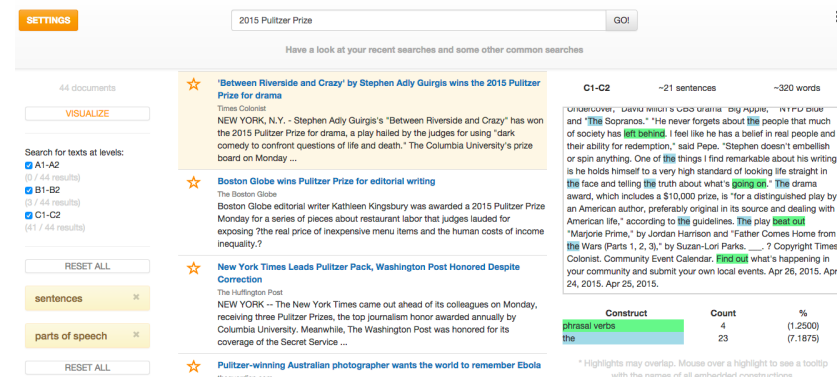 SETTINGS
2015 Pulitzer Prize
GO!
Have a look at your recent searches and some other common searches
44 documents
VISUALIZE
Search for texts at levels:
A1-A2
(0 / 44 results)
B1-B2
(3 / 44 results)
C1-C2
(41 / 44 results)
RESET ALL
sentences
parts of speech
RESET ALL
'Between Riverside and Crazy' by Stephen Adly Guirgis wins the 2015 Pulitzer
Prize for drama
Times Colonist
NEW YORK, N.Y. - Stephen Adly Guirgis's "Between Riverside and Crazy" has won
the 2015 Pulitzer Prize for drama, a play hailed by the judges for using "dark
comedy to confront questions of life and death." The Columbia University's prize
board on Monday ...
Boston Globe wins Pulitzer Prize for editorial writing
The Boston Globe
Boston Globe editorial writer Kathleen Kingsbury was awarded a 2015 Pulitzer Prize
Monday for a series of pieces about restaurant labor that judges lauded for
exposing ?the real price of inexpensive menu items and the human costs of income
inequality.?
New York Times Leads Pulitzer Pack, Washington Post Honored Despite
Correction
The Huffington Post
NEW YORK -- The New York Times came out ahead of its colleagues on Monday,
receiving three Pulitzer Prizes, the top journalism honor awarded annually by
Columbia University. Meanwhile, The Washington Post was honored for its
coverage of the Secret Service ...
Pulitzer-winning Australian photographer wants the world to remember Ebola
C1-C2 ~21 sentences ~320 words
Undercover, David Milch's CBS drama "Big Apple," "NYPD Blue"
and "The Sopranos." "He never forgets about the people that much
of society has left behind. I feel like he has a belief in real people and
their ability for redemption," said Pepe. "Stephen doesn't embellish
or spin anything. One of the things I find remarkable about his writing
is he holds himself to a very high standard of looking life straight in
the face and telling the truth about what's going on." The drama
award, which includes a $10,000 prize, is "for a distinguished play by
an American author, preferably original in its source and dealing with
American life," according to the guidelines. The play beat out
"Marjorie Prime," by Jordan Harrison and "Father Comes Home from
the Wars (Parts 1, 2, 3)," by Suzan-Lori Parks. ___. ? Copyright Times
Colonist. Community Event Calendar. Find out what's happening in
your community and submit your own local events. Apr 26, 2015. Apr
24, 2015. Apr 25, 2015.
Construct Count %
phrasal verbs 4 (1.2500)
the 23 (7.1875)
* Highlights may overlap. Mouse over a highlight to see a tooltip
with the names of all embedded constructions